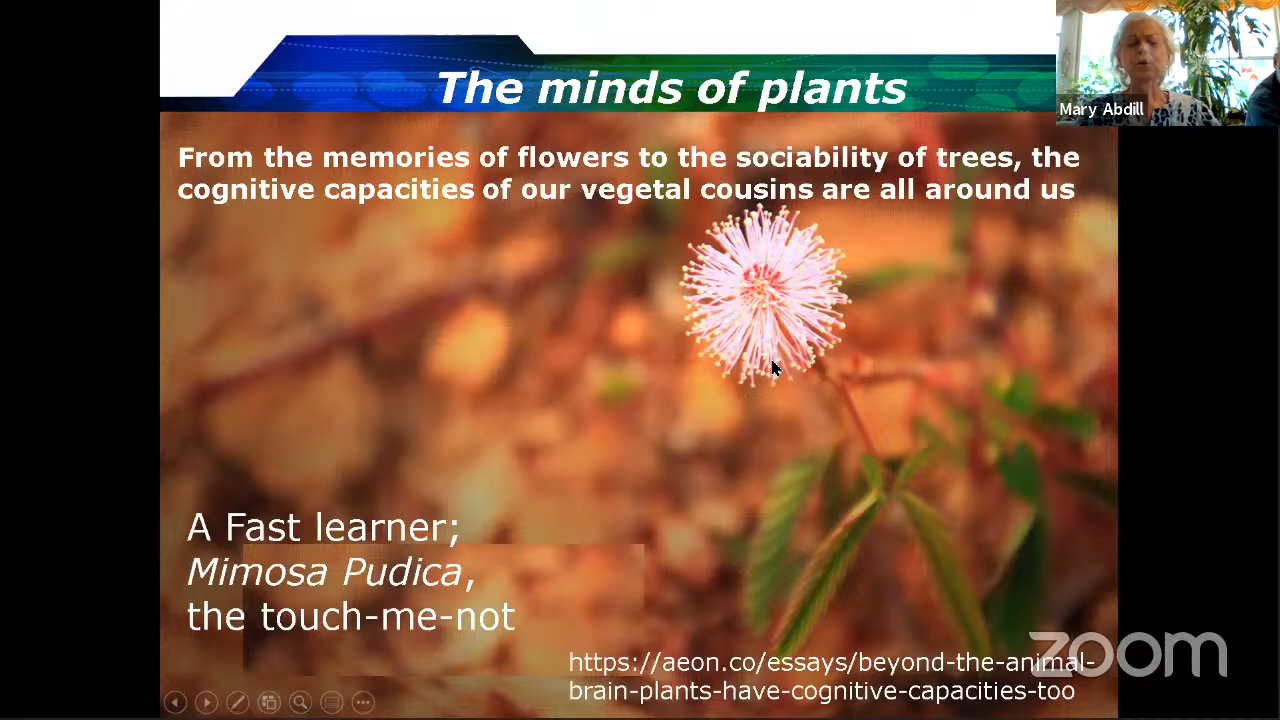 The minds of plants
Mary Abdill
From the memories of flowers to the sociability of trees, the
cognitive capacities of our vegetal cousins are all around us
A Fast learner;
Mimosa Pudica,
the touch-me-not
https://aeon.co/essays/beyond-the-animal-
brain-plants-have-cognitive-capacities-too
zoom